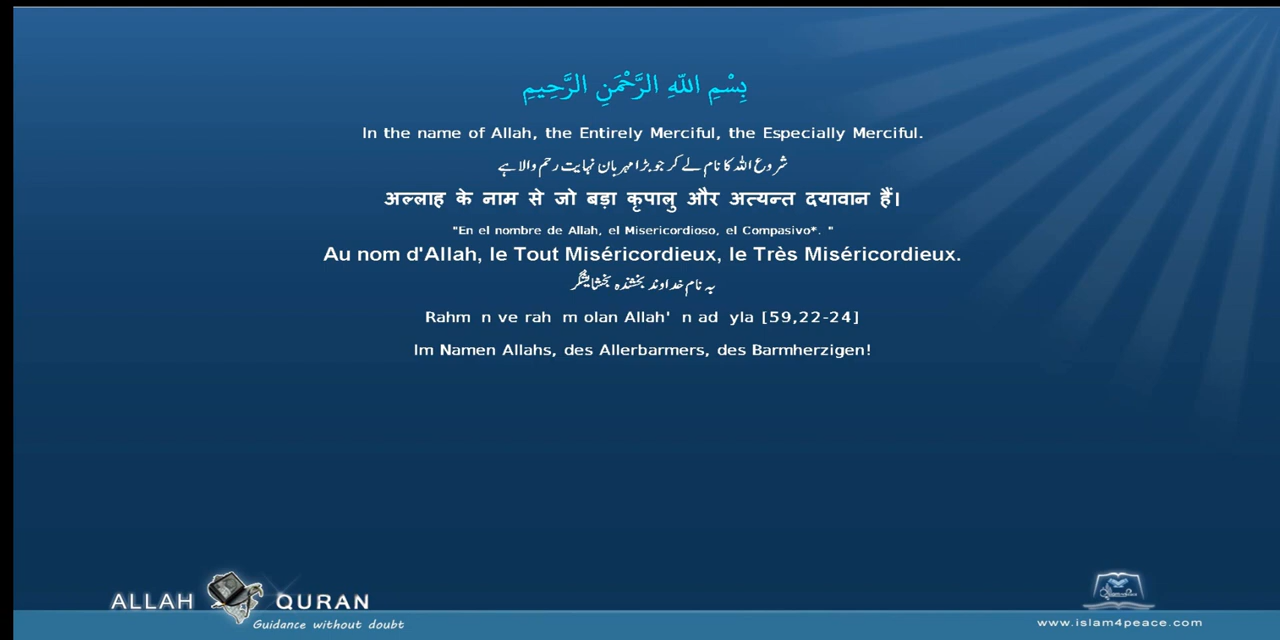 بِسْمِ اللّٰهِ الرَّحْمَنِ الرَّحِيمِ
In the name of Allah, the Entirely Merciful, the Especially Merciful.
شروع الله کا نام لے کر جو بڑا مہربان نہایت رحم والا ہے
अल्लाह के नाम से जो बड़ा कृपालु और अत्यन्त दयावान हैं।
"En el nombre de Allah, el Misericordioso, el Compasivo*. "
Au nom d'Allah, le Tout Miséricordieux, le Très Miséricordieux.
به نام خداوند بخشنده بخشایشگر
Rahm n ve rah m olan Allah' n ad yla [59,22-24]
Im Namen Allahs, des Allerbarmers, des Barmherzigen!
ALLAH QURAN
Guidance without doubt
www.islam4peace.com